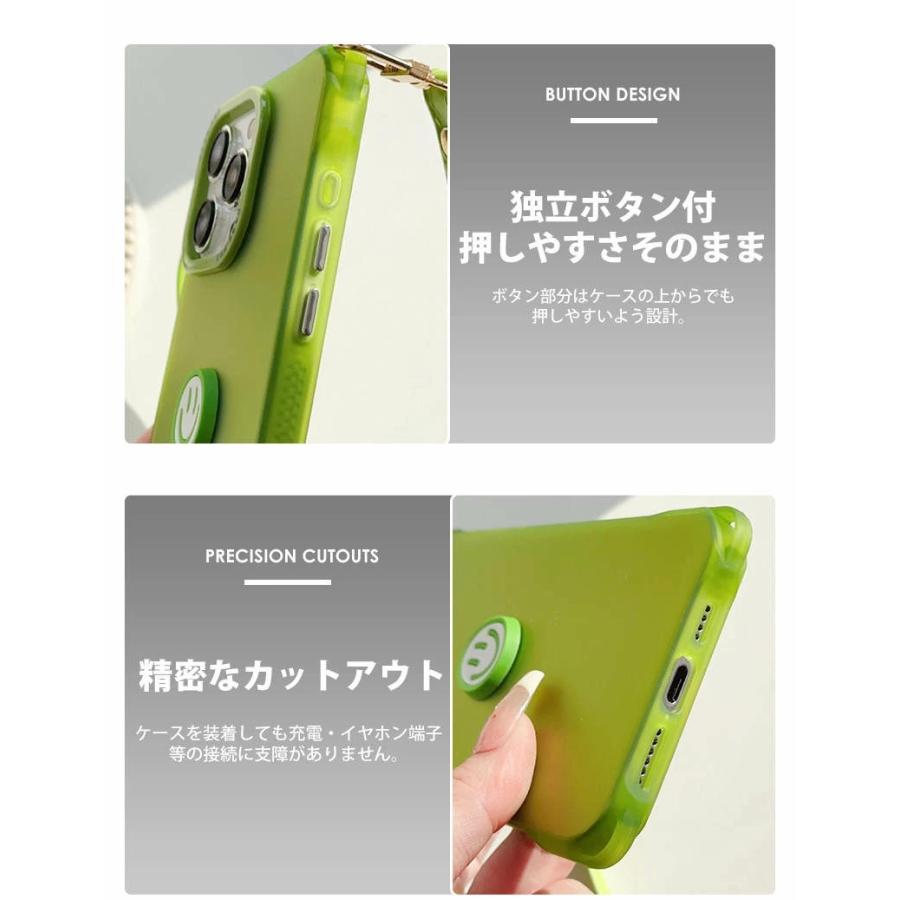 BUTTON DESIGN
独立ボタン付
押しやすさそのまま
ボタン部分はケースの上からでも
押しやすいよう設計。
PRECISION CUTOUTS
精密なカットアウト
ケースを装着しても充電・イヤホン端子
等の接続に支障がありません。